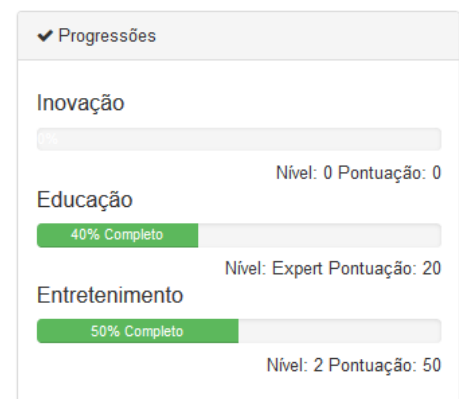 Progressões
Inovação
0%
Nível: 0 Pontuação: 0
Educação
40% Completo
Nível: Expert Pontuação: 20
Entretenimento
50% Completo
Nível: 2 Pontuação: 50